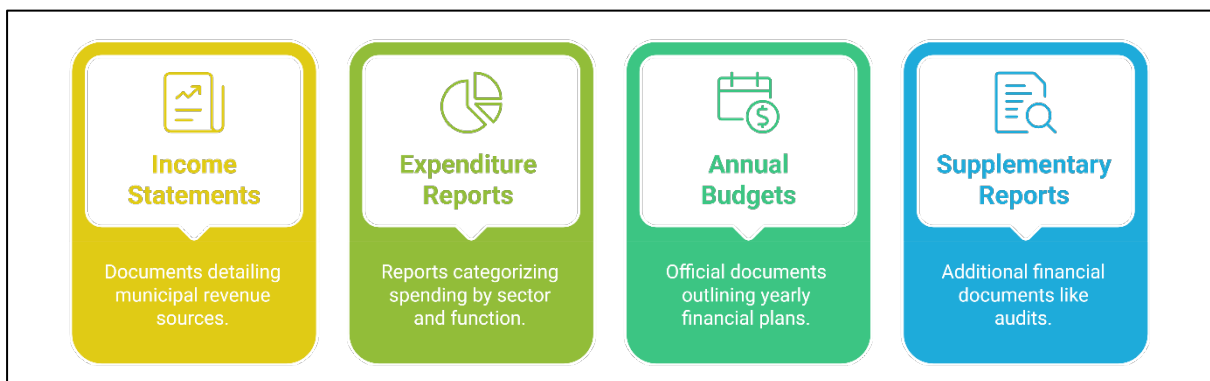 Income
Statements
Documents detailing
municipal revenue
sources.
Expenditure
Reports
Reports categorizing
spending by sector
and function.
Annual
Budgets
Official documents
outlining yearly
financial plans.
Supplementary
Reports
Additional financial
documents like
audits.